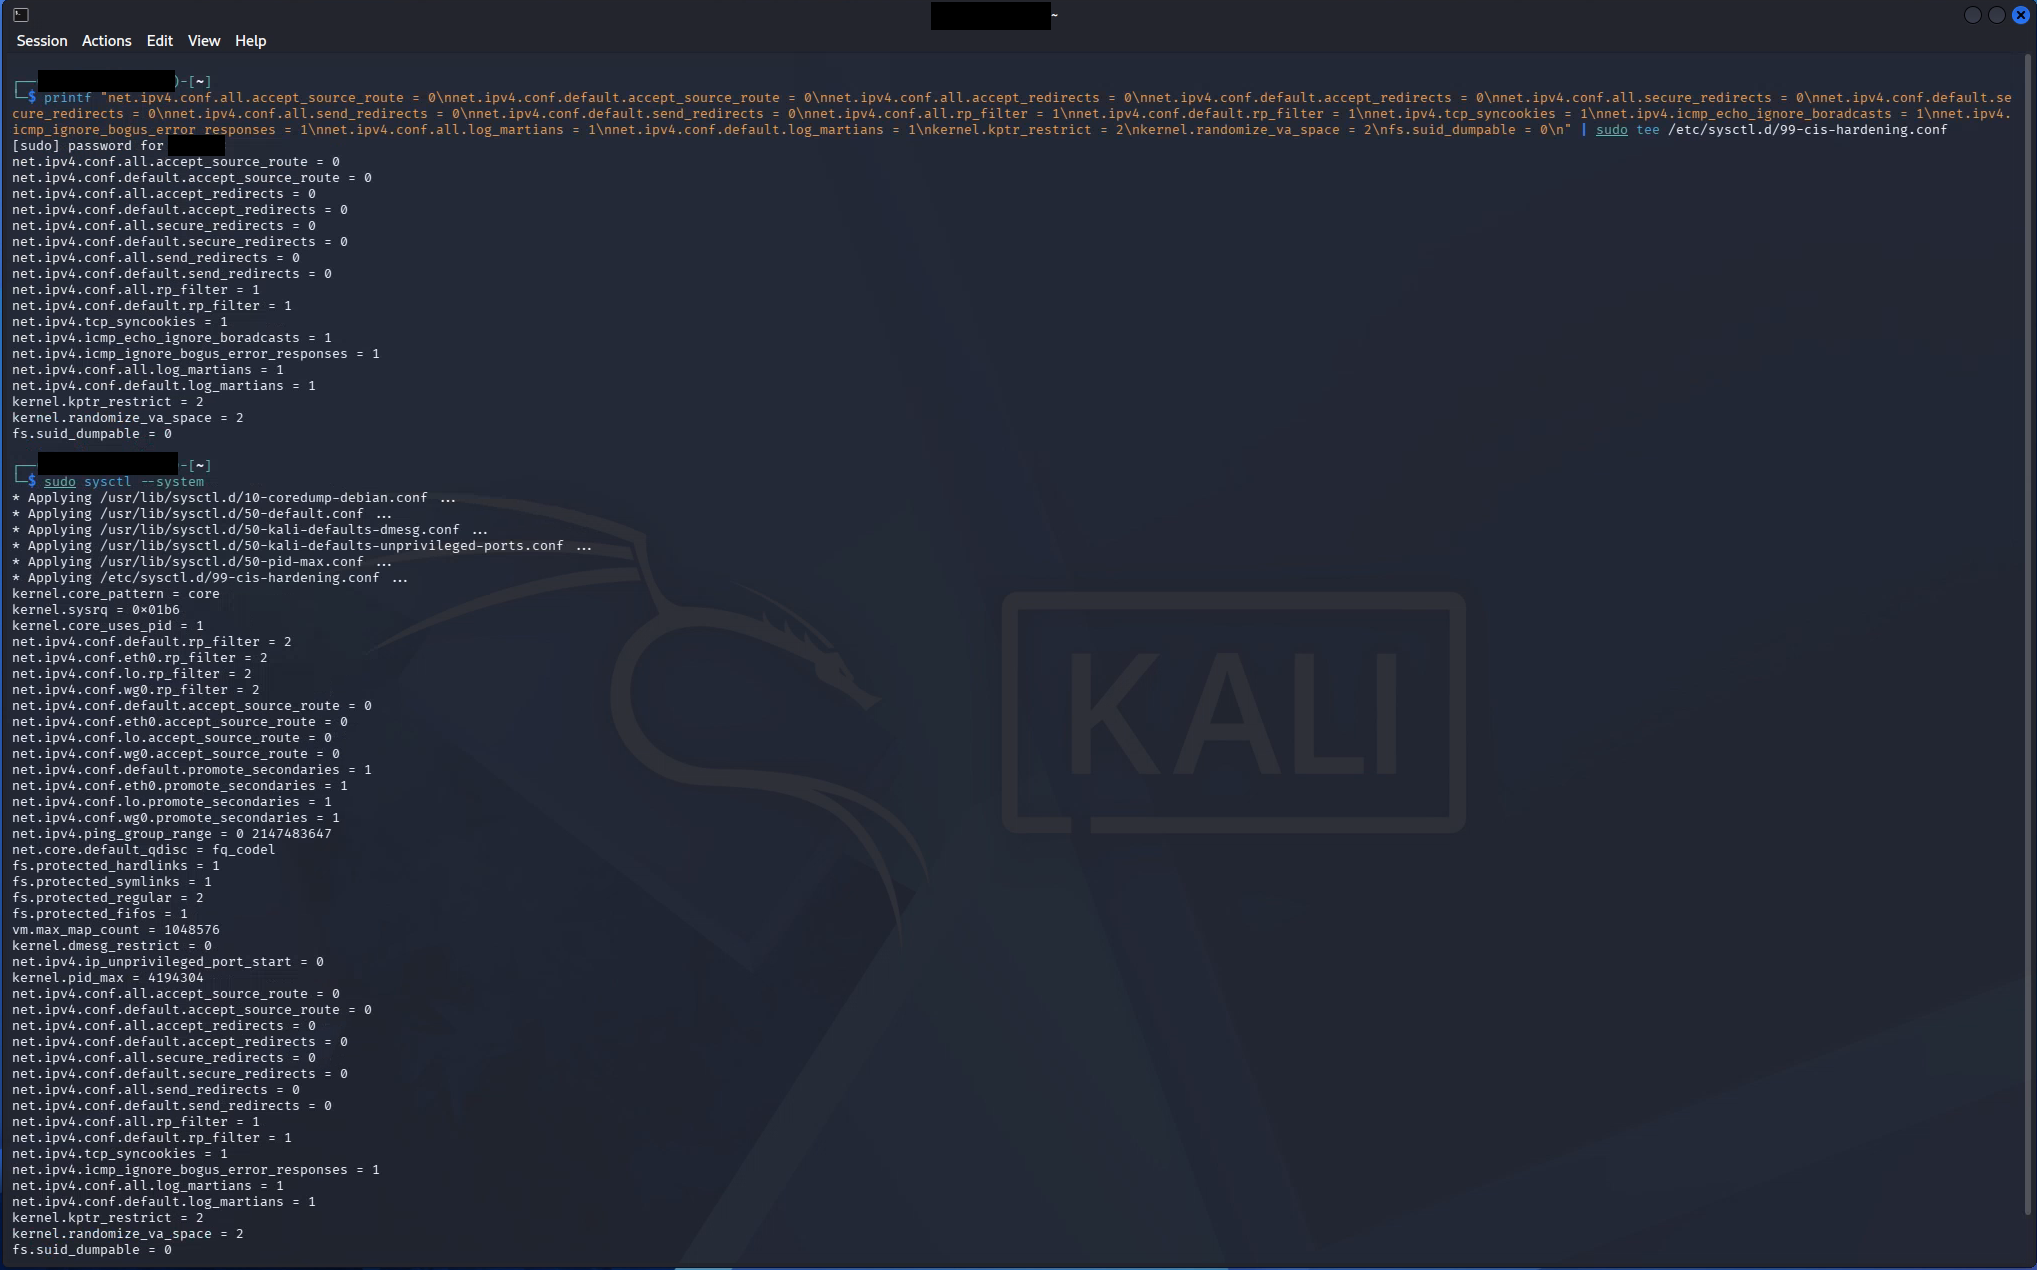 ~
Session Actions Edit View Help
)-[~]
$ printf "net.ipv4.conf.all.accept_source_route = 0\nnet.ipv4.conf.default.accept_source_route = 0\nnet.ipv4.conf.all.accept_redirects = 0\nnet.ipv4.conf.default.accept_redirects = 0\nnet.ipv4.conf.all.secure_redirects = 0\nnet.ipv4.conf.default.se
cure_redirects = 0\nnet.ipv4.conf.all.send_redirects = 0\nnet.ipv4.conf.default.send_redirects = 0\nnet.ipv4.conf.all.rp_filter = 1\nnet.ipv4.conf.default.rp_filter = 1\nnet.ipv4.tcp_syncookies = 1\nnet.ipv4.icmp_echo_ignore_boradcasts = 1\nnet.ipv4.
icmp_ignore_bogus_error_responses = 1\nnet.ipv4.conf.all.log_martians = 1\nnet.ipv4.conf.default.log_martians = 1\nkernel.kptr_restrict = 2\nkernel.randomize_va_space = 2\nfs.suid_dumpable = 0\n" | sudo tee /etc/sysctl.d/99-cis-hardening.conf
[sudo] password for
net.ipv4.conf.all.accept_source_route = 0
net.ipv4.conf.default.accept_source_route = 0
net.ipv4.conf.all.accept_redirects = 0
net.ipv4.conf.default.accept_redirects = 0
net.ipv4.conf.all.secure_redirects = 0
net.ipv4.conf.default.secure_redirects = 0
net.ipv4.conf.all.send_redirects = 0
net.ipv4.conf.default.send_redirects = 0
net.ipv4.conf.all.rp_filter = 1
net.ipv4.conf.default.rp_filter = 1
net.ipv4.tcp_syncookies = 1
net.ipv4.icmp_echo_ignore_boradcasts = 1
net.ipv4.icmp_ignore_bogus_error_responses = 1
net.ipv4.conf.all.log_martians = 1
net.ipv4.conf.default.log_martians = 1
kernel.kptr_restrict = 2
kernel.randomize_va_space = 2
fs.suid_dumpable = 0
-[~]
$ sudo sysctl --system
* Applying /usr/lib/sysctl.d/10-coredump-debian.conf ...
* Applying /usr/lib/sysctl.d/50-default.conf ...
* Applying /usr/lib/sysctl.d/50-kali-defaults-dmesg.conf ...
* Applying /usr/lib/sysctl.d/50-kali-defaults-unprivileged-ports.conf ...
* Applying /usr/lib/sysctl.d/50-pid-max.conf ...
* Applying /etc/sysctl.d/99-cis-hardening.conf ...
kernel.core_pattern = core
kernel.sysrq = 0×01b6
kernel.core_uses_pid = 1
net.ipv4.conf.default.rp_filter = 2
net.ipv4.conf.eth0.rp_filter = 2
net.ipv4.conf.lo.rp_filter = 2
net.ipv4.conf.wg0.rp_filter = 2
net.ipv4.conf.default.accept_source_route = 0
net.ipv4.conf.eth0.accept_source_route = 0
net.ipv4.conf.lo.accept_source_route = 0
net.ipv4.conf.wg0.accept_source_route = 0
net.ipv4.conf.default.promote_secondaries = 1
net.ipv4.conf.eth0.promote_secondaries = 1
net.ipv4.conf.lo.promote_secondaries = 1
net.ipv4.conf.wg0.promote_secondaries = 1
net.ipv4.ping_group_range = 0 2147483647
net.core.default_qdisc = fq_codel
fs.protected_hardlinks = 1
fs.protected_symlinks = 1
fs.protected_regular = 2
fs.protected_fifos = 1
vm.max_map_count = 1048576
kernel.dmesg_restrict = 0
net.ipv4.ip_unprivileged_port_start = 0
kernel.pid_max = 4194304
net.ipv4.conf.all.accept_source_route = 0
net.ipv4.conf.default.accept_source_route = 0
net.ipv4.conf.all.accept_redirects = 0
net.ipv4.conf.default.accept_redirects = 0
net.ipv4.conf.all.secure_redirects = 0
net.ipv4.conf.default.secure_redirects = 0
net.ipv4.conf.all.send_redirects = 0
net.ipv4.conf.default.send_redirects = 0
net.ipv4.conf.all.rp_filter = 1
net.ipv4.conf.default.rp_filter = 1
net.ipv4.tcp_syncookies = 1
net.ipv4.icmp_ignore_bogus_error_responses = 1
net.ipv4.conf.all.log_martians = 1
net.ipv4.conf.default.log_martians = 1
kernel.kptr_restrict = 2
kernel.randomize_va_space = 2
fs.suid_dumpable = 0
KALI